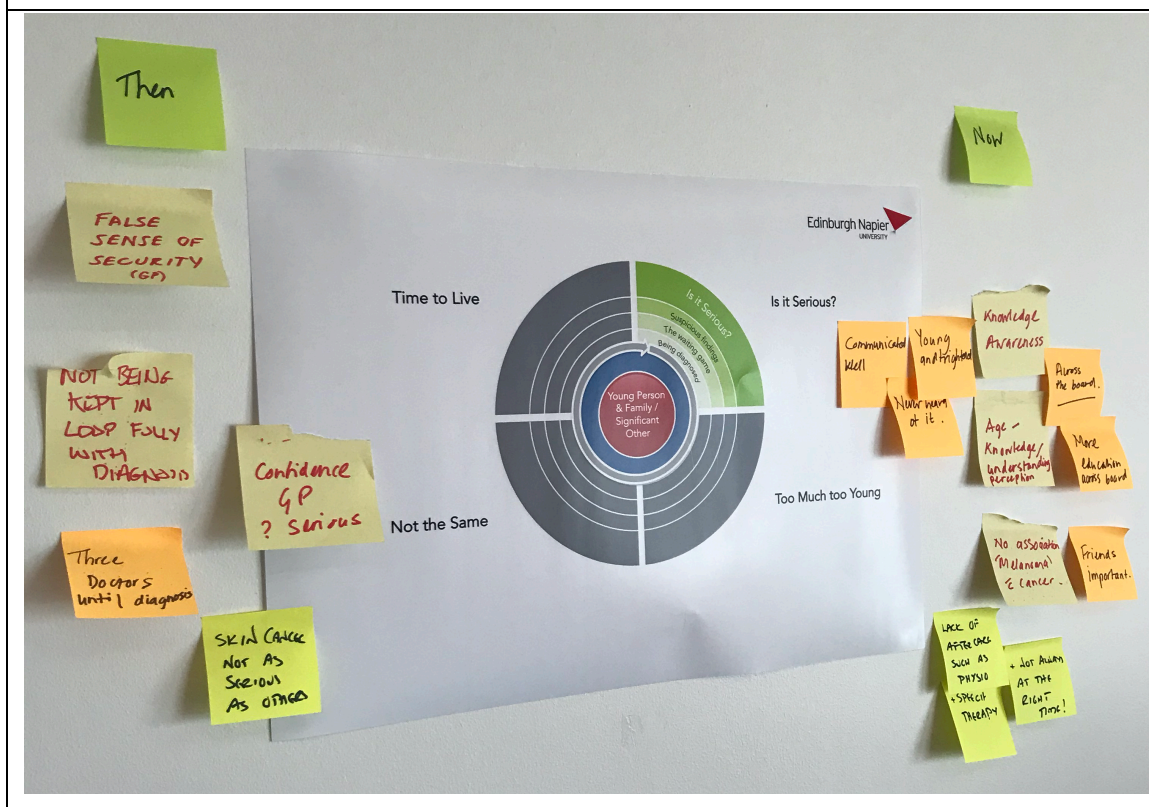 Then
FALSE
SENSE OF
SECURITY
(GP)
NOT BEING
KEPT IN
LOOP FULLY
WITH
DIAGNOSIS
Confidence
GP
? Serious
Three
Doctors
until diagnosis
SKIN CANCER
NOT AS
SERIOUS
AS OTHERS
Edinburgh Napier
UNIVERSITY
Time to Live
Is it Serious?
Not the Same
Too Much too Young
Is it Serious?
Suspicious findings
The waiting game
Being diagnosed
Young Person
& Family /
Significant
Other
Now
Communicated
Well
Young
and frightened
Never heard
of it.
Knowledge
Awareness
Across
the board.
Age -
Knowledge/
understanding
perception
More
education
across board
No association
'Melanoma'
& cancer.
Friends
important.
LACK OF
AFTERCARE
SUCH AS
PHYSIO
+ SPEECH
THERAPY
+ NOT ALWAYS
AT THE
RIGHT
TIME!